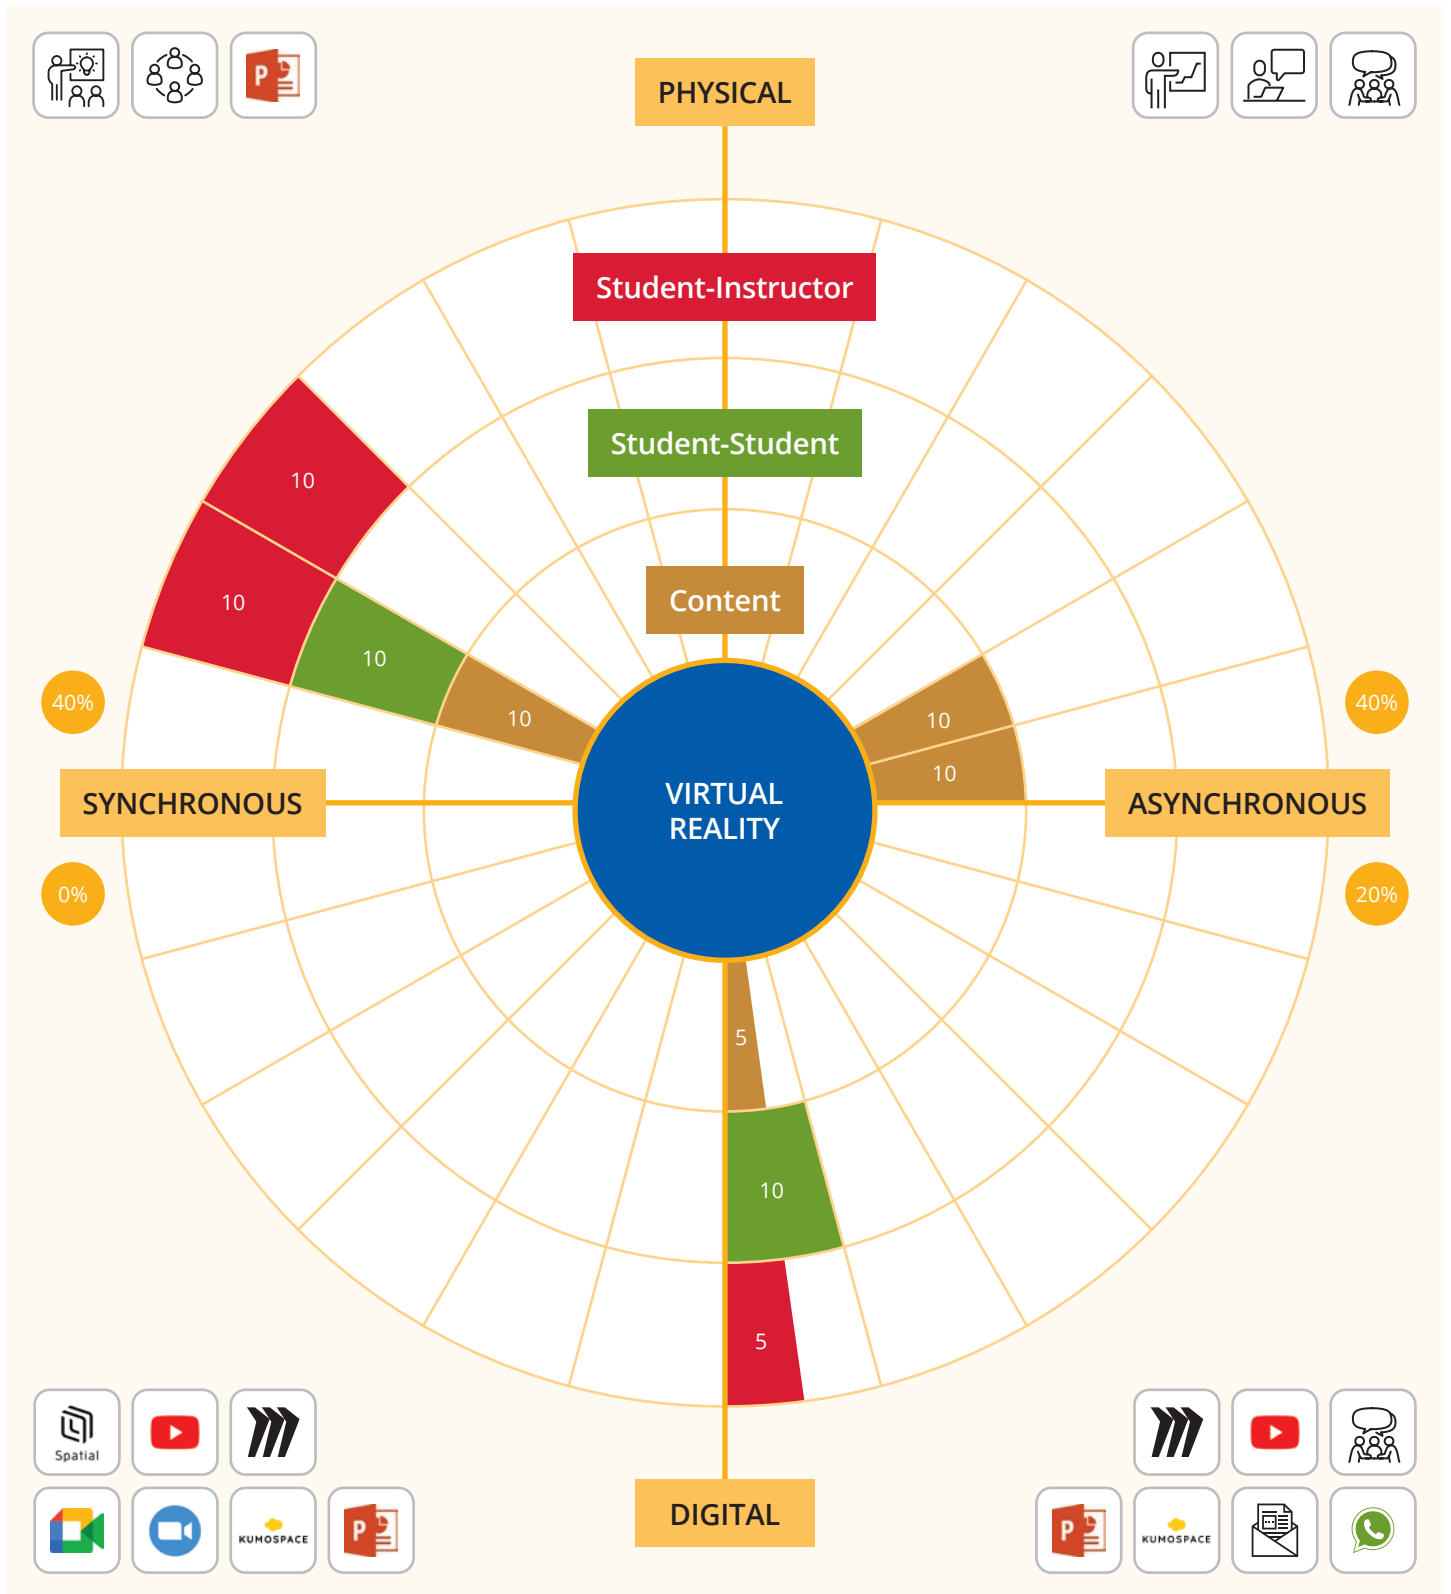 P
PHYSICAL
Student-Instructor
Student-Student
Content
10
10
10
10
10
10
40%
40%
SYNCHRONOUS
VIRTUAL
REALITY
ASYNCHRONOUS
0%
20%
5
10
5
DIGITAL
Spatial
KUMOSPACE
P
P
KUMOSPACE